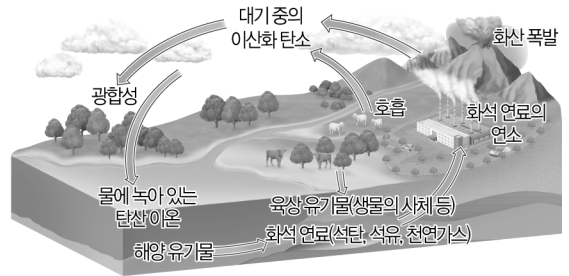 대기 중의
이산화 탄소
화산 폭발
광합성
호흡
화석 연료의
연소
물에 녹아 있는
탄산 이온
육상 유기물(생물의 사체 등)
해양 유기물
화석 연료(석탄, 석유, 천연가스)